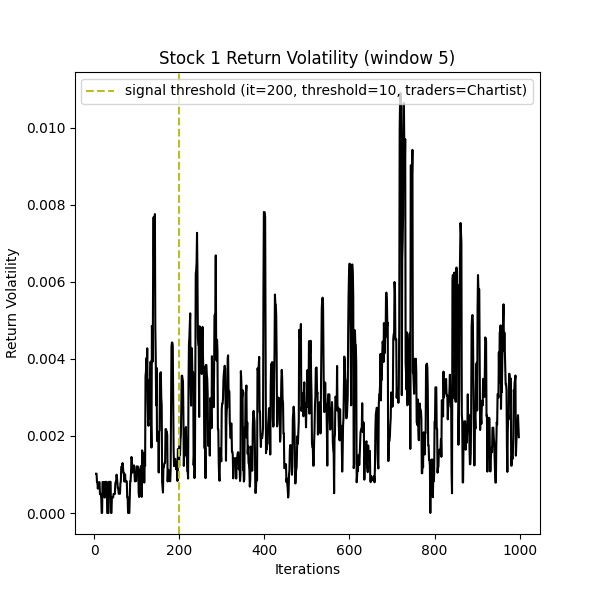 Stock 1 Return Volatility (window 5)
signal threshold (it=200, threshold=10, traders=Chartist)
Return Volatility
0.010
0.008
0.006
0.004
0.002
0.000
0 200 400 600 800 1000
Iterations